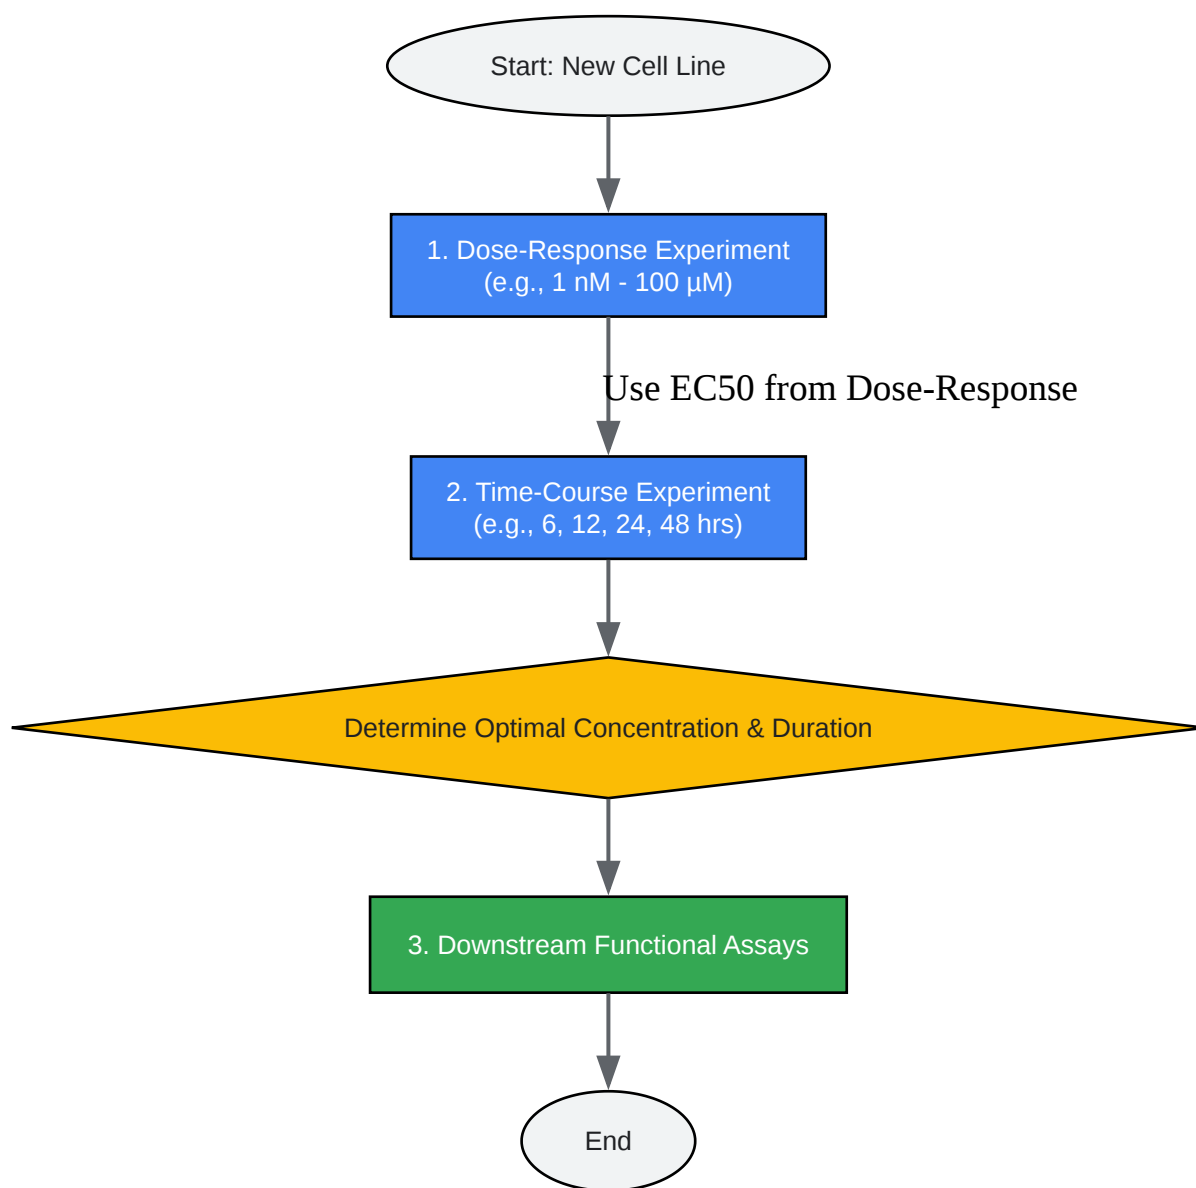 Start: New Cell Line
1. Dose-Response Experiment
(e.g., 1 nM - 100 µM)
Use EC50 from Dose-Response
2. Time-Course Experiment
(e.g., 6, 12, 24, 48 hrs)
Determine Optimal Concentration & Duration
3. Downstream Functional Assays
End